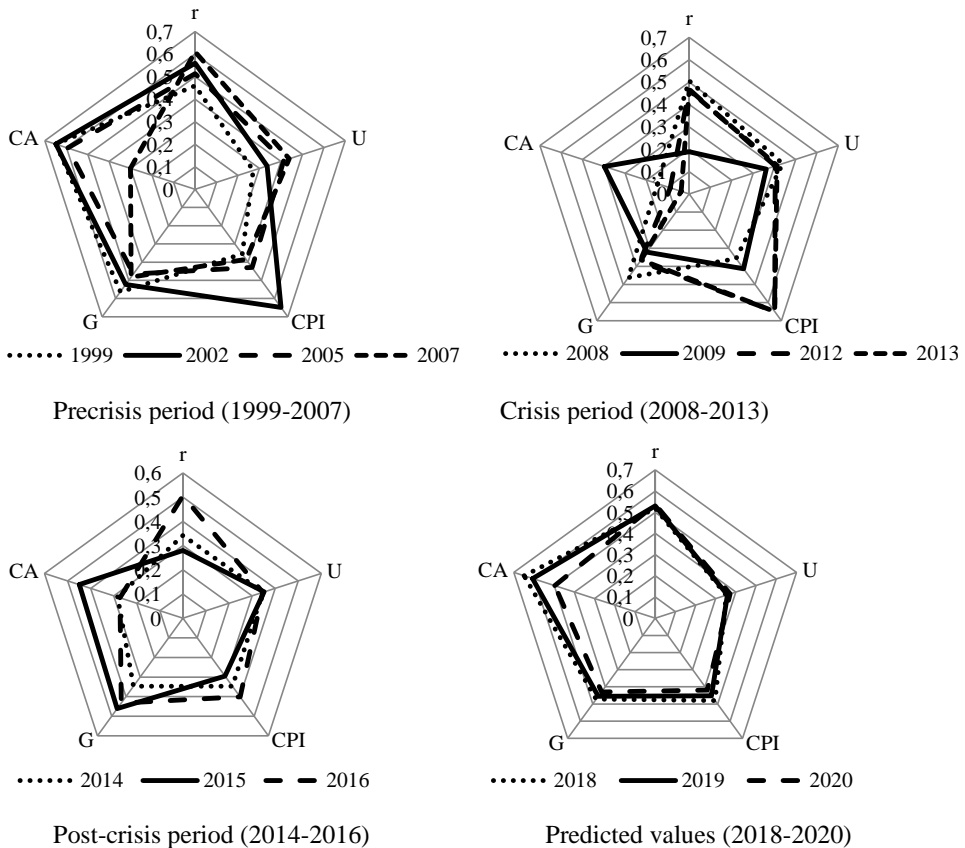 r
0,7
0,6
0,5
0,4
0,3
0,2
0,1
0
CA
U
G
CPI
1999 2002 2005 2007
Precrisis period (1999-2007)
r
0,7
0,6
0,5
0,4
0,3
0,2
0,1
0
CA
U
G
CPI
2008 2009 2012 2013
Crisis period (2008-2013)
r
0,6
0,5
0,4
0,3
0,2
0,1
0
CA
U
G
CPI
2014 2015 2016
Post-crisis period (2014-2016)
r
0,7
0,6
0,5
0,4
0,3
0,2
0,1
0
CA
U
G
CPI
2018 2019 2020
Predicted values (2018-2020)